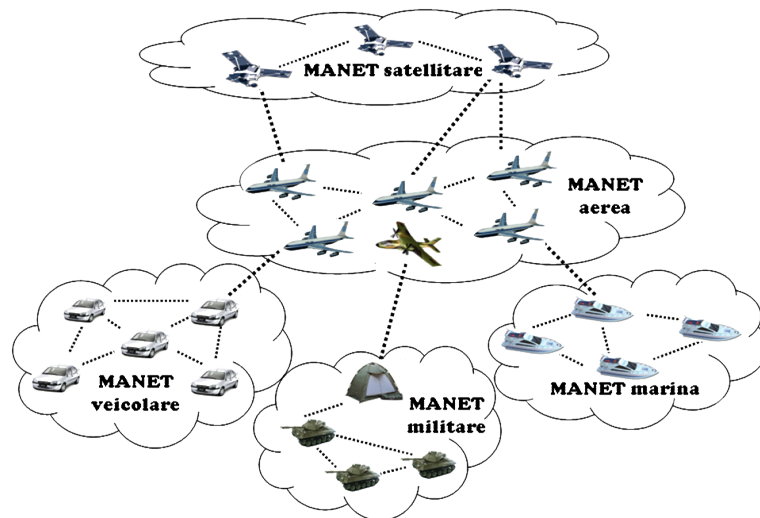 MANET satellitare
MANET
aerea
MANET
veicolare
MANET
militare
MANET marina